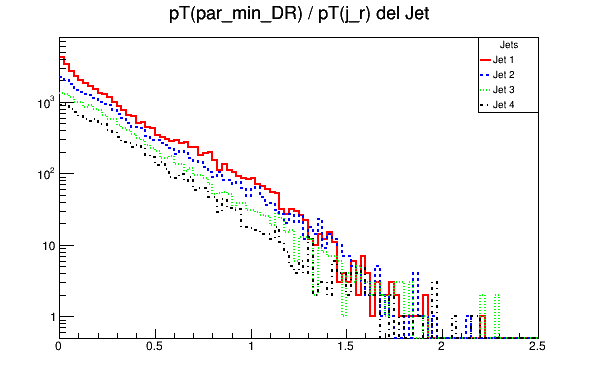 pT(par_min_DR) / pT(j_r) del Jet
Jets
Jet 1
Jet 2
Jet 3
Jet 4
10³
10²
10
1
0 0.5 1 1.5 2 2.5